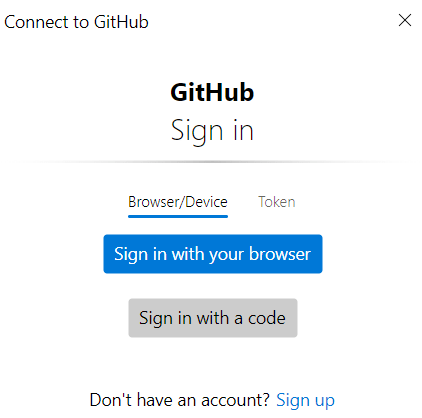 Connect to GitHub
GitHub
Sign in
Browser/Device Token
Sign in with your browser
Sign in with a code
Don't have an account? Sign up